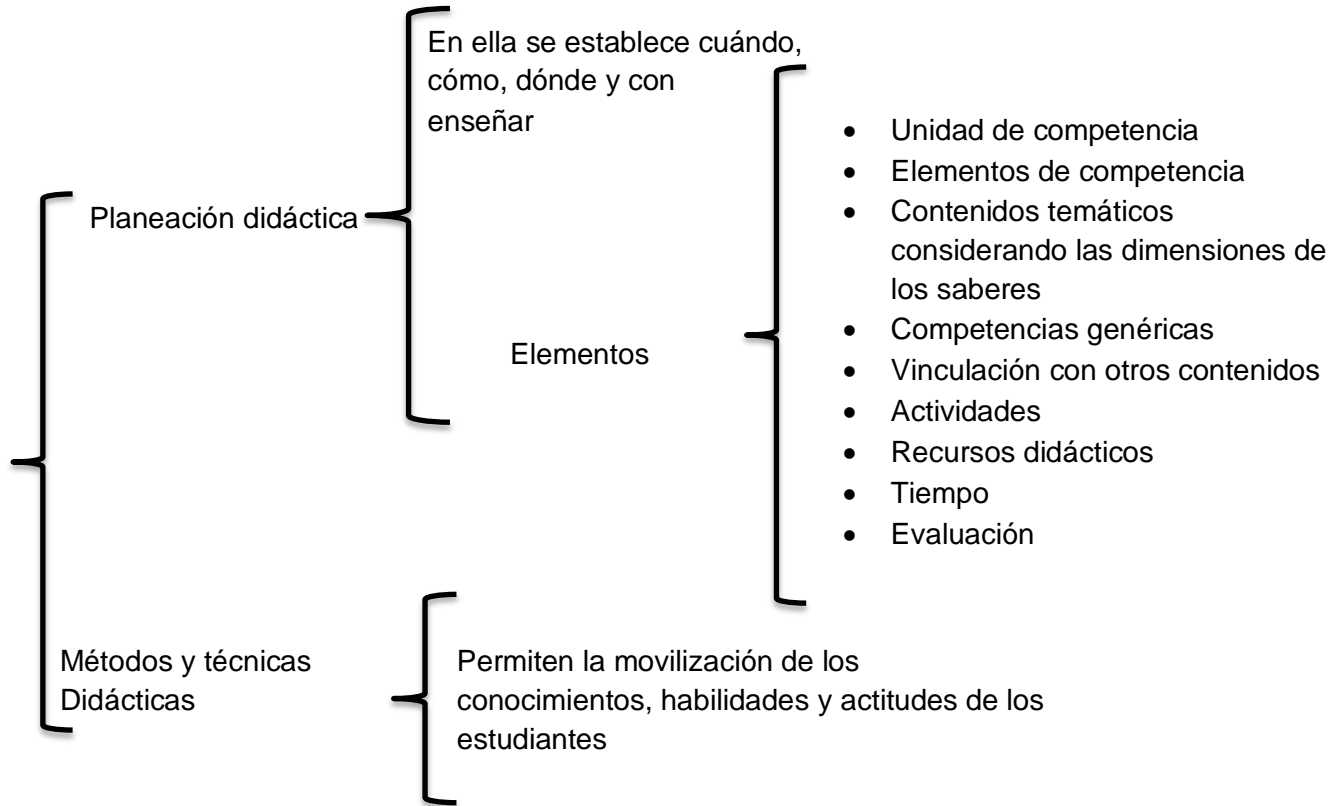 En ella se establece cuándo,
cómo, dónde y con
enseñar
Planeación didáctica
Elementos
• Unidad de competencia
• Elementos de competencia
• Contenidos temáticos
considerando las dimensiones de
los saberes
• Competencias genéricas
• Vinculación con otros contenidos
• Actividades
• Recursos didácticos
• Tiempo
• Evaluación
Métodos y técnicas
Didácticas
Permiten la movilización de los
conocimientos, habilidades y actitudes de los
estudiantes